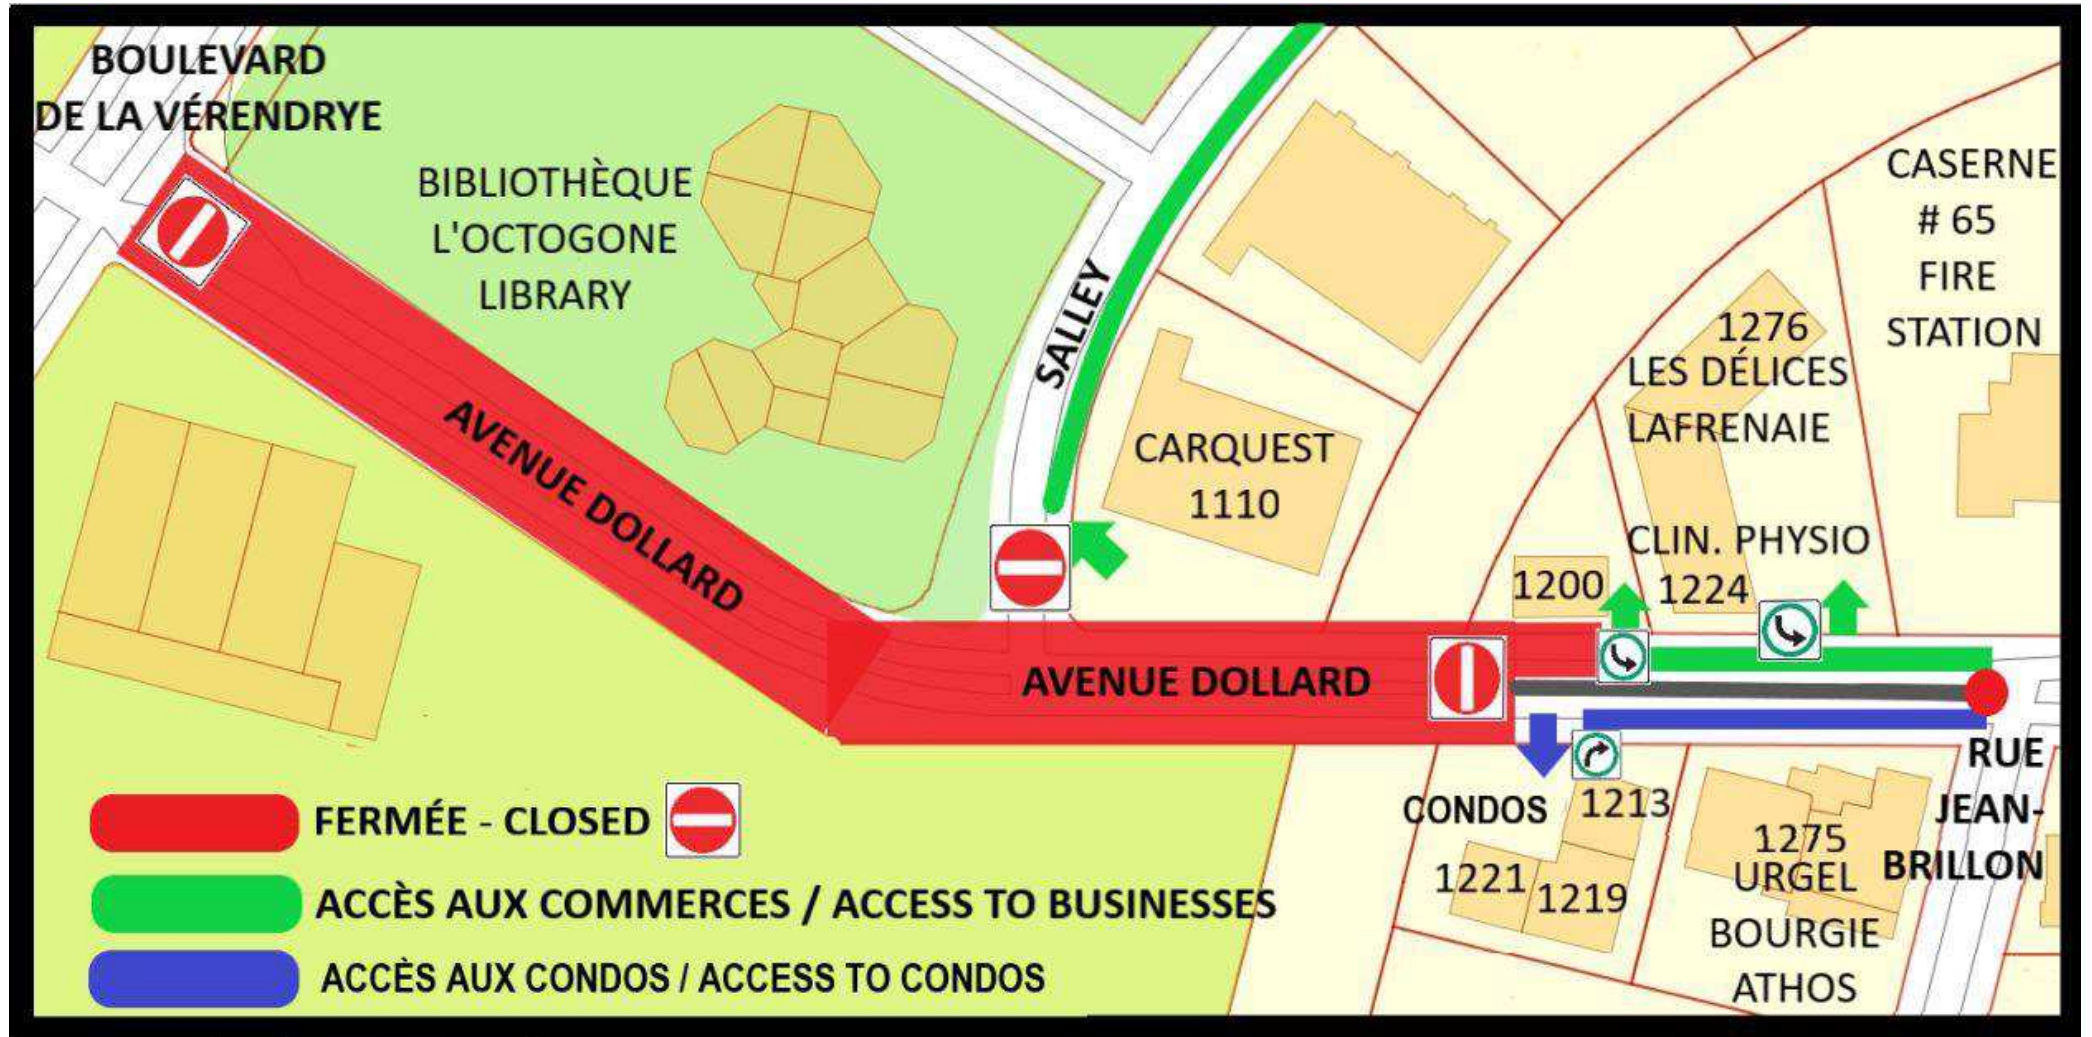 BOULEVARD
DE LA VÉRENDRYE
BIBLIOTHÈQUE
L'OCTOGONE
LIBRARY
SALLEY
CASERNE
# 65
FIRE
STATION
1276
LES DÉLICES
LAFRENAIE
CARQUEST
1110
CLIN. PHYSIO
1224
1200
AVENUE DOLLARD
AVENUE DOLLARD
CONDOS
1213
1221
1219
1275
URGEL
BOURGIE
ATHOS
RUE
JEAN-
BRILLON
FERMÉE - CLOSED
ACCÈS AUX COMMERCES / ACCESS TO BUSINESSES
ACCÈS AUX CONDOS / ACCESS TO CONDOS